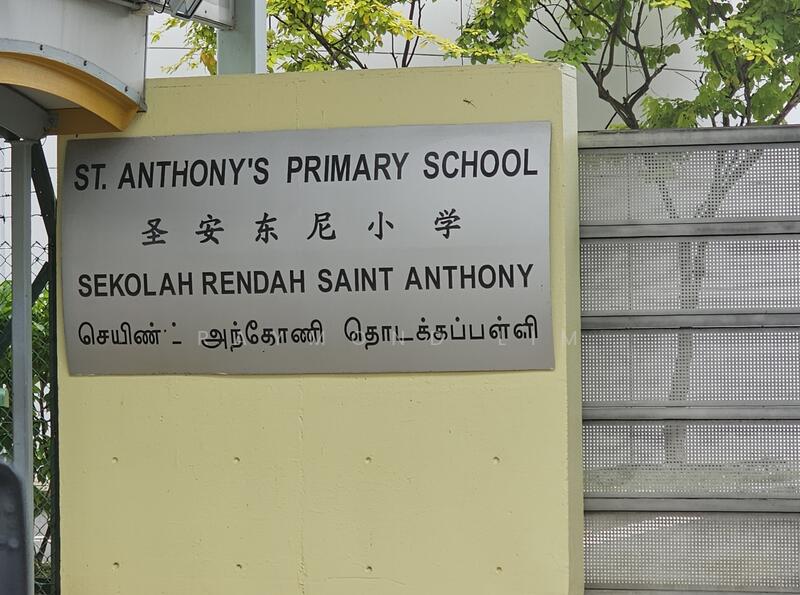 ST. ANTHONY'S PRIMARY SCHOOL
圣安东尼小学
SEKOLAH RENDAH SAINT ANTHONY
அந்தோணி தொடக்கப்பள்ளி